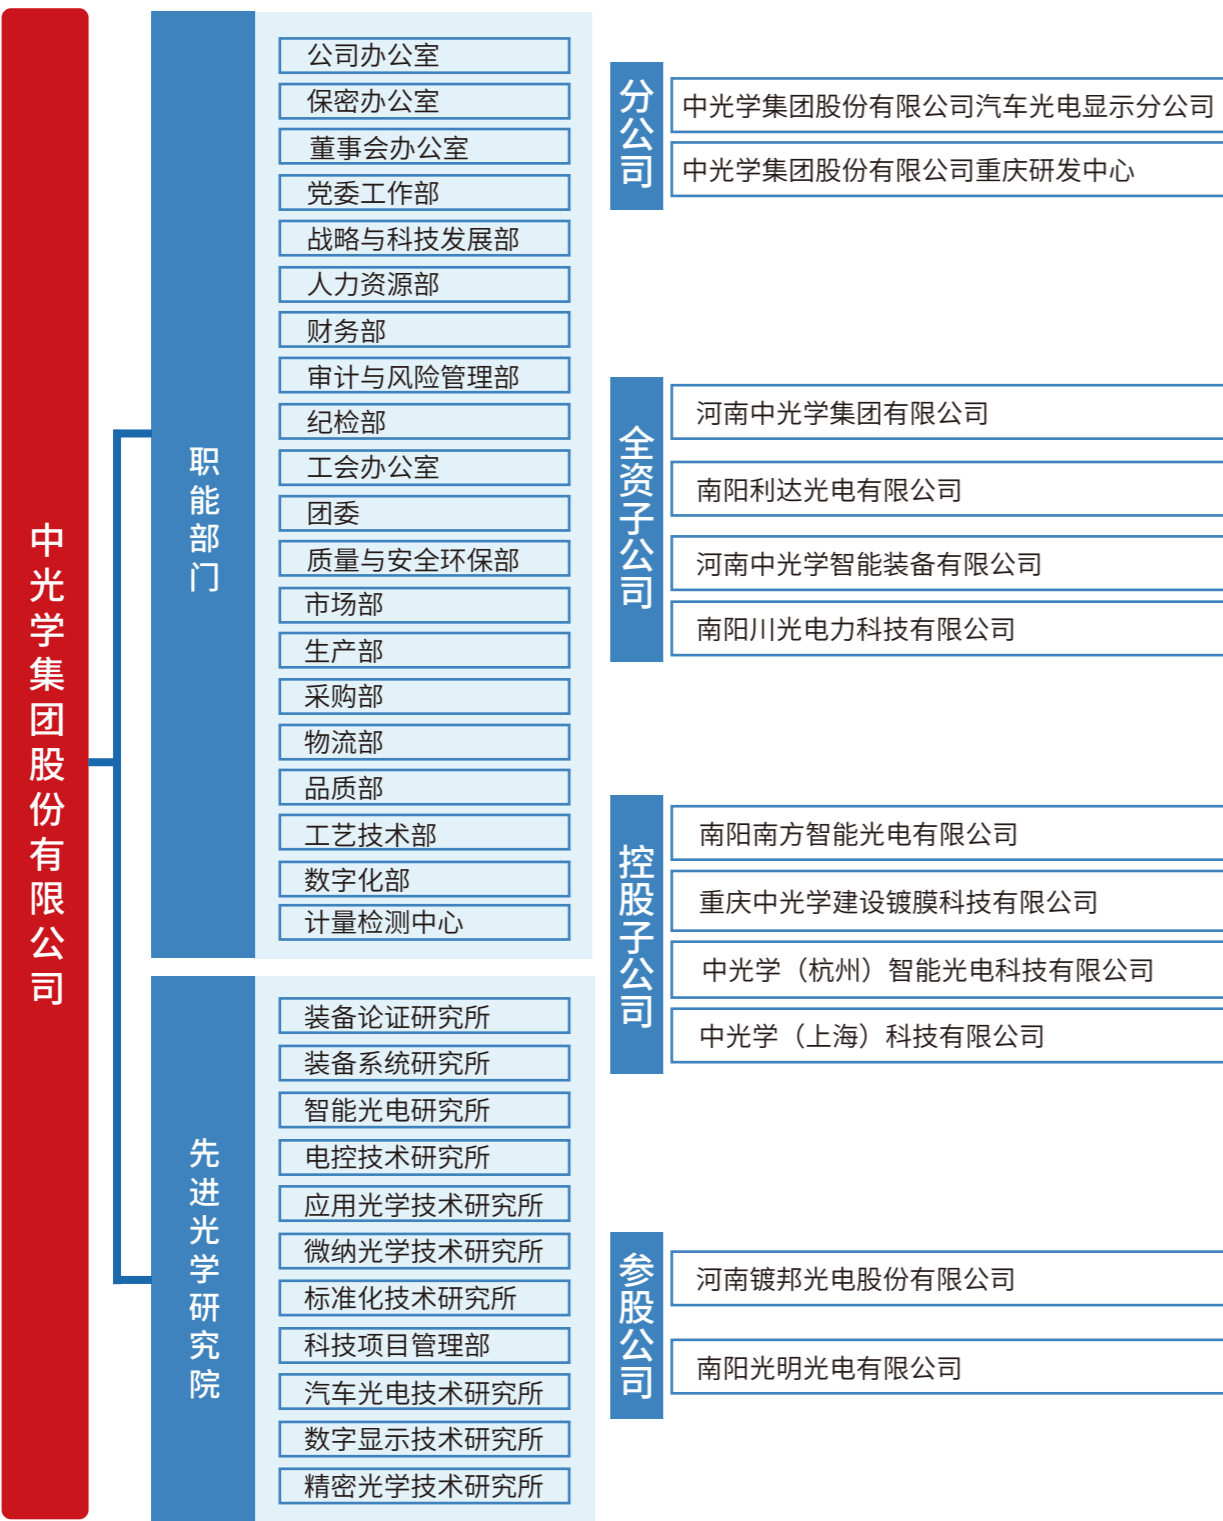 中光学集团股份有限公司
职能部门
公司办公室
保密办公室
董事会办公室
党委工作部
战略与科技发展部
人力资源部
财务部
审计与风险管理部
纪检部
工会办公室
团委
质量与安全环保部
市场部
生产部
采购部
物流部
品质部
工艺技术部
数字化部
计量检测中心
先进光学研究院
装备论证研究所
装备系统研究所
智能光电研究所
电控技术研究所
应用光学技术研究所
微纳光学技术研究所
标准化技术研究所
科技项目管理部
汽车光电技术研究所
数字显示技术研究所
精密光学技术研究所
分公司
中光学集团股份有限公司汽车光电显示分公司
中光学集团股份有限公司重庆研发中心
全资子公司
河南中光学集团有限公司
南阳利达光电有限公司
河南中光学智能装备有限公司
南阳川光电力科技有限公司
控股子公司
南阳南方智能光电有限公司
重庆中光学建设镀膜科技有限公司
中光学（杭州）智能光电科技有限公司
中光学（上海）科技有限公司
参股公司
河南镀邦光电股份有限公司
南阳光明光电有限公司